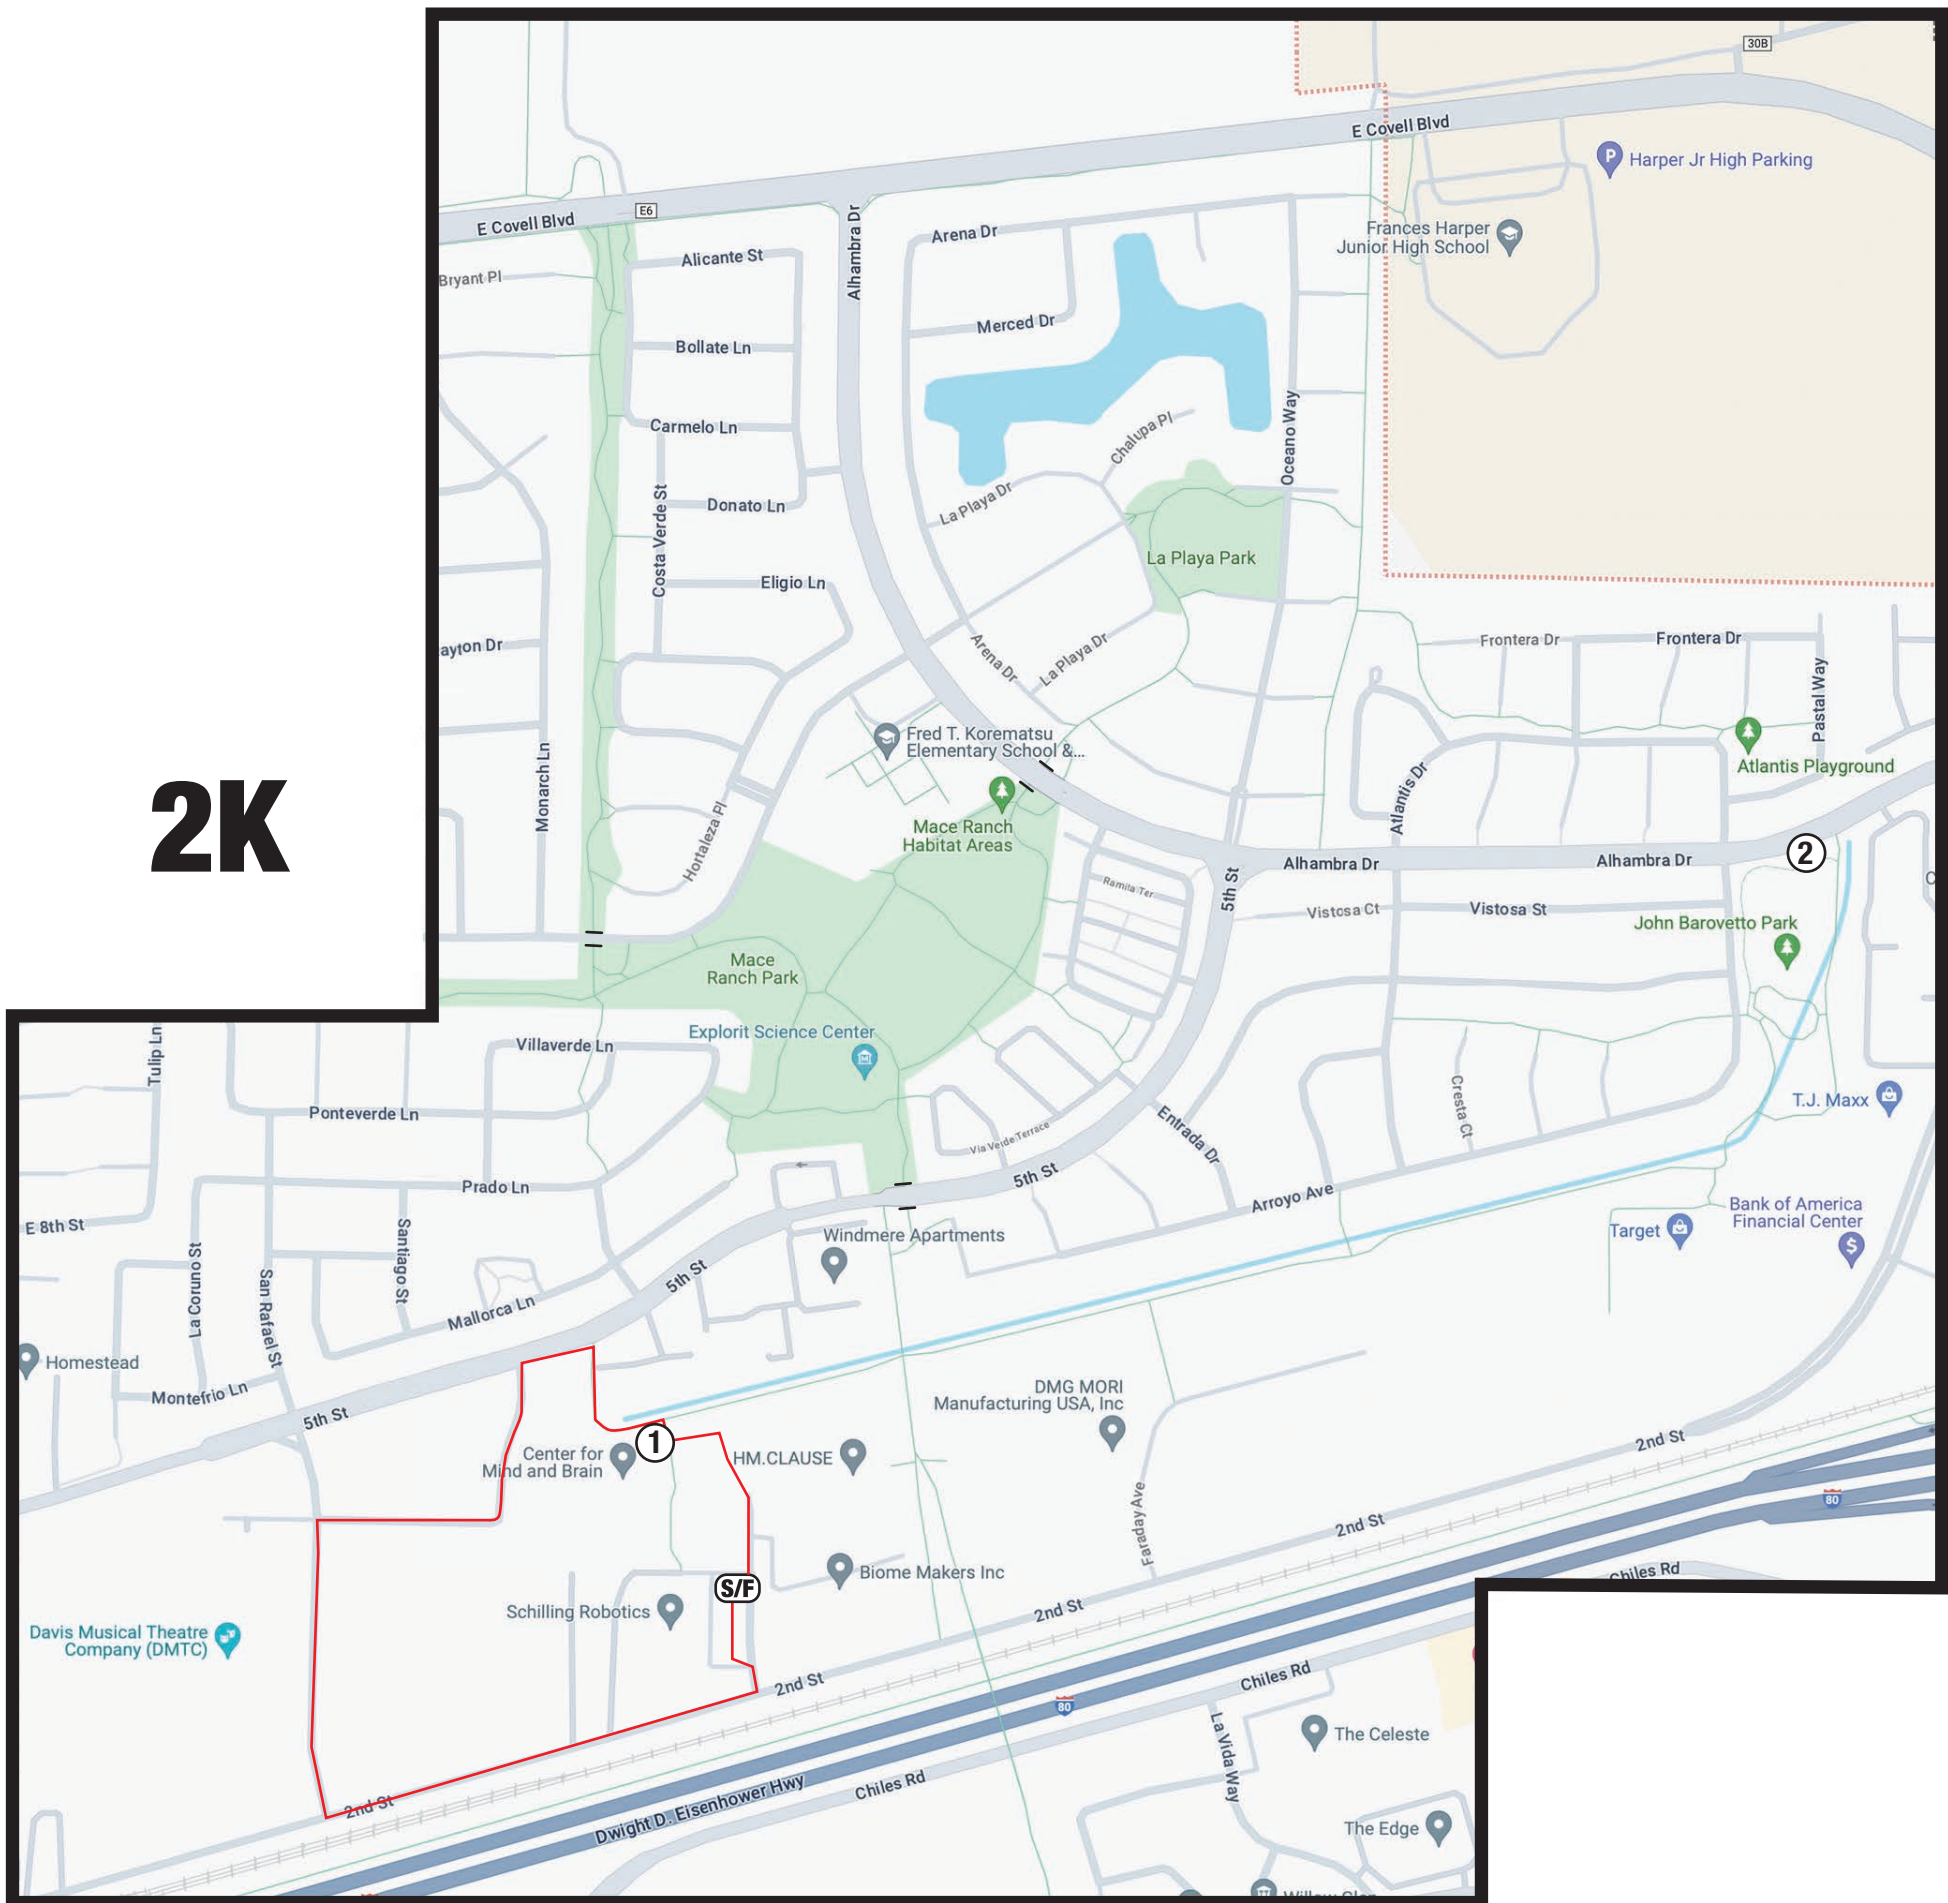 30B
E Covell Blvd
Harper Jr High Parking
E6
E Covell Blvd
Alhambra Dr
Arena Dr
Frances Harper
Junior High School
Bryant Pl
Alicante St
Merced Dr
Bollate Ln
Oceano Way
Carmelo Ln
Chalupa Pl
La Playa Dr
Costa Verde St
Donato Ln
La Playa Park
Eligio Ln
ayton Dr
Arena Dr
La Playa Dr
Frontera Dr
Frontera Dr
Pastal Way
Fred T. Korematsu
Elementary School &...
Monarch Ln
Atlantis Playground
2K
Hortaleza Pl
Mace Ranch
Habitat Areas
Atlantis Dr
Alhambra Dr
Alhambra Dr
2
Ramila Ter
5th St
Vistosa Ct
Vistosa St
John Barovetto Park
Mace
Ranch Park
Explorit Science Center
Tulip Ln
Villaverde Ln
Ponteverde Ln
Cresta Ct
T.J. Maxx
Via Verde Terrace
Entrada Dr
5th St
Prado Ln
Arroyo Ave
E 8th St
Santiago St
Windmere Apartments
Bank of America
Financial Center
Target
La Coruno St
San Rafael St
5th St
Mallorca Ln
Homestead
Montefrio Ln
5th St
DMG MORI
Manufacturing USA, Inc
1
Center for
Mind and Brain
HM.CLAUSE
2nd St
80
Faraday Ave
2nd St
Biome Makers Inc
Chiles Rd
S/F
Schilling Robotics
2nd St
Davis Musical Theatre
Company (DMTC)
2nd St
Chiles Rd
80
La Vida Way
The Celeste
2nd St
Dwight D. Eisenhower Hwy
Chiles Rd
The Edge